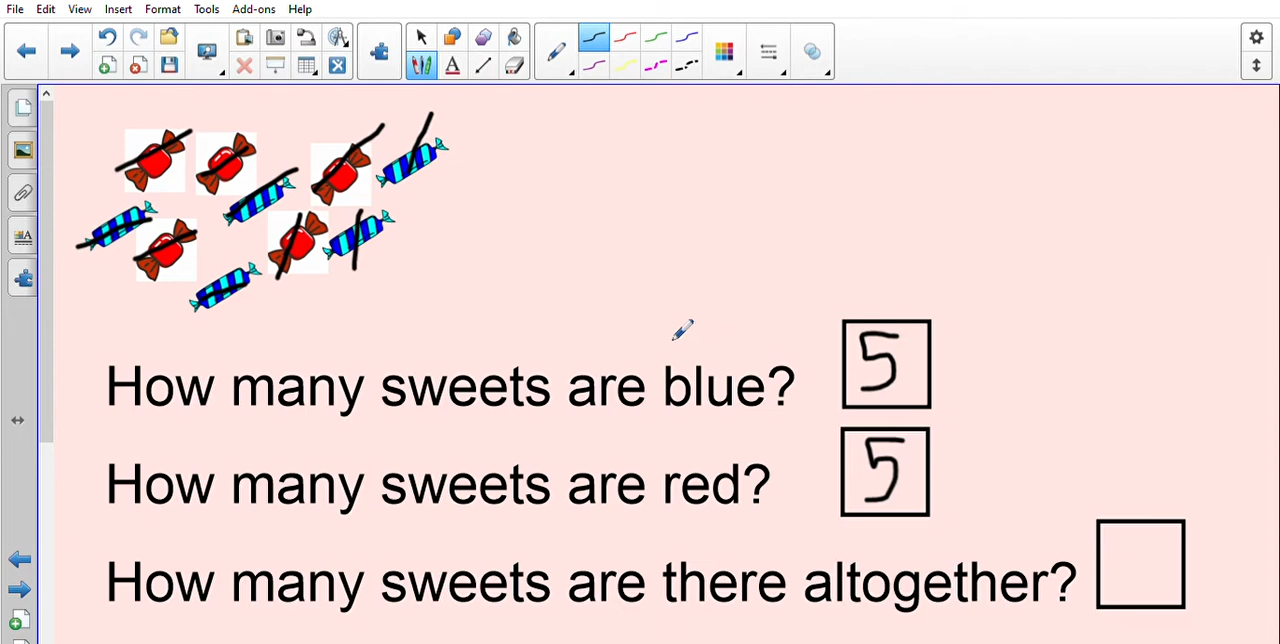 File Edit View Insert Format Tools Add-ons Help
How many sweets are blue? 5
How many sweets are red? 5
How many sweets are there altogether?